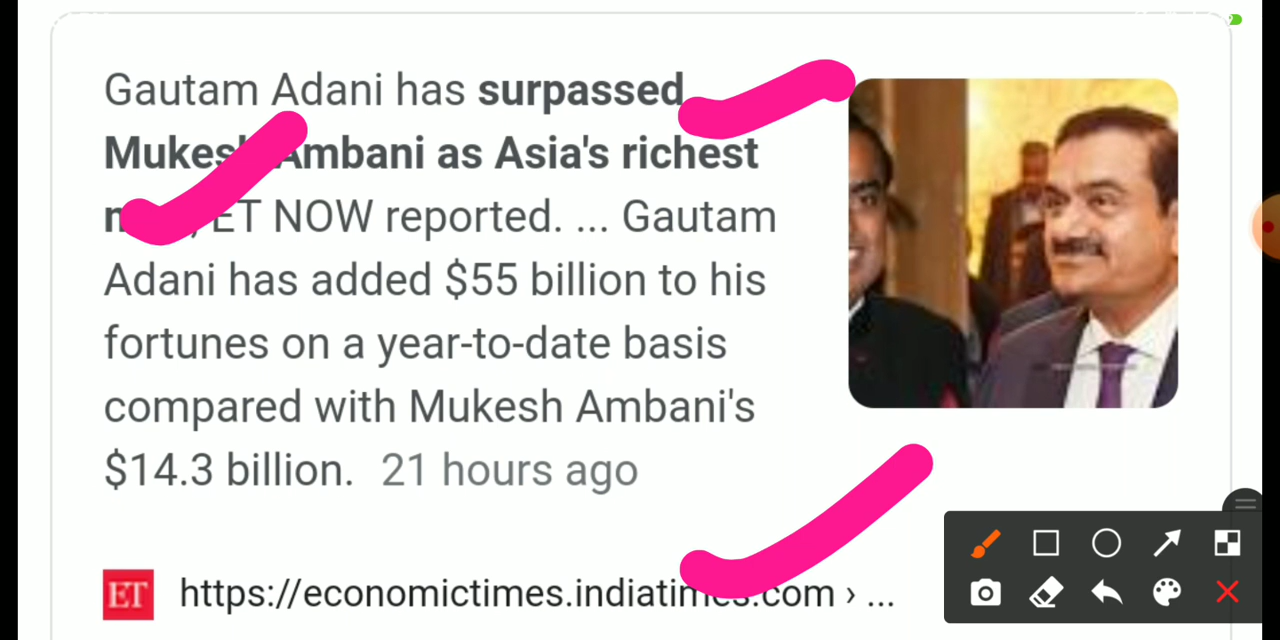 Gautam Adani has surpassed
Mukesh Ambani as Asia's richest
ET NOW reported. ... Gautam
Adani has added $55 billion to his
fortunes on a year-to-date basis
compared with Mukesh Ambani's
$14.3 billion. 21 hours ago
ET https://economictimes.indiatimes.com › ...